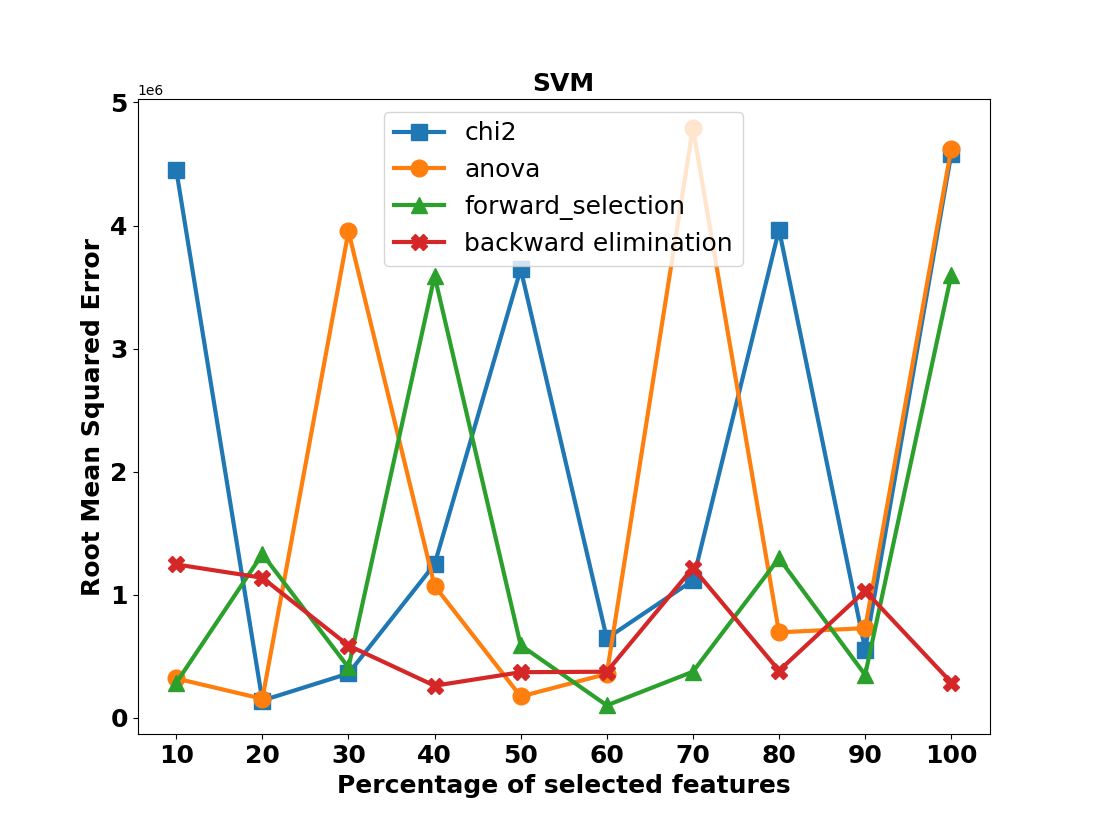 SVM
1e6
5
4
3
2
1
0
Root Mean Squared Error
chi2
anova
forward_selection
backward elimination
10 20 30 40 50 60 70 80 90 100
Percentage of selected features